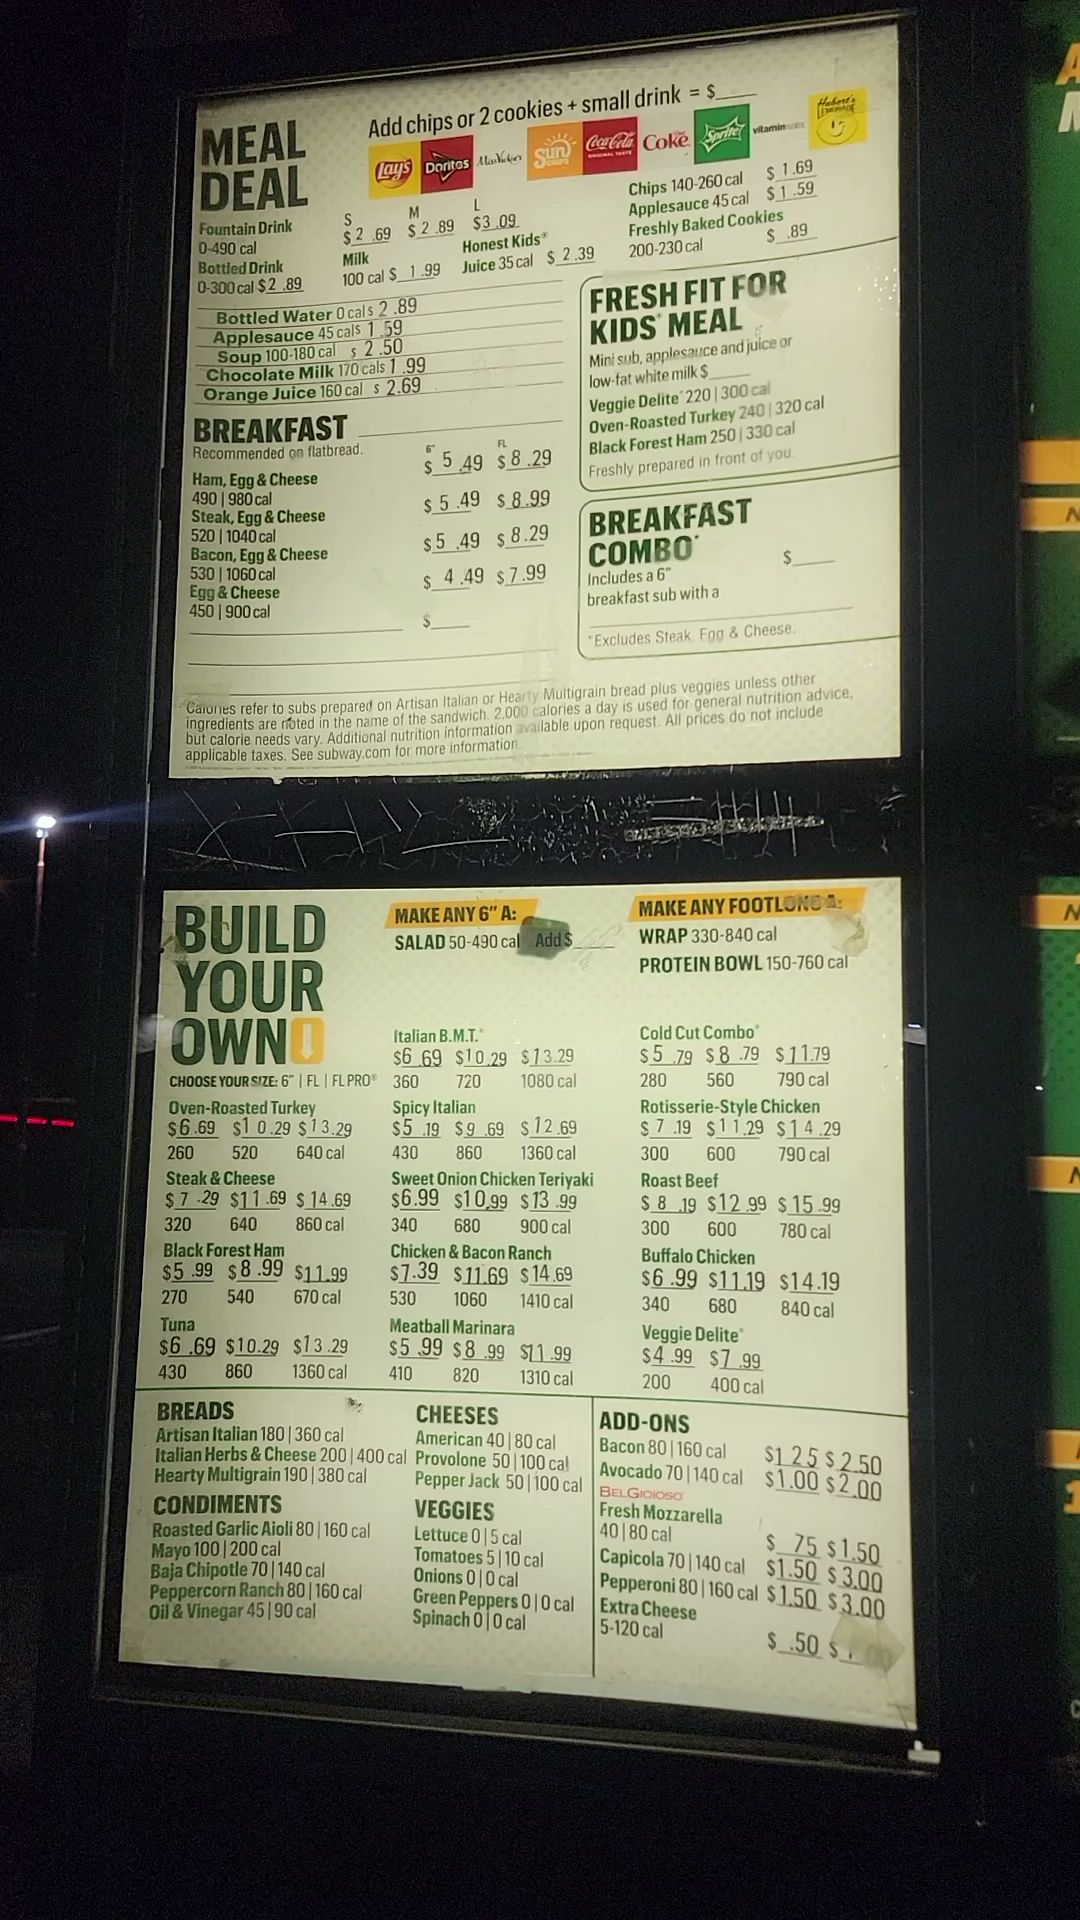 MEAL
DEAL
Add chips or 2 cookies + small drink = $
Lay's Doritos Miss Vickie's Sun CHIPS Coca-Cola ORIGINAL TASTE Diet Coke Sprite vitaminwater Hubert's LEMONADE
Fountain Drink
0-490 cal
S M L
$2.69 $2.89 $3.09
Bottled Drink
0-300 cal $2.89
Milk
100 cal $1.99
Honest Kids®
Juice 35 cal $2.39
Chips 140-260 cal $1.69
Applesauce 45 cal $1.59
Freshly Baked Cookies
200-230 cal $.89
Bottled Water 0 cal $ 2.89
Applesauce 45 cal $ 1.59
Soup 100-180 cal $ 2.50
Chocolate Milk 170 cal $ 1.99
Orange Juice 160 cal $ 2.69
BREAKFAST
Recommended on flatbread.
6" FL
Ham, Egg & Cheese $5.49 $8.29
490 | 980 cal
Steak, Egg & Cheese $5.49 $8.99
520 | 1040 cal
Bacon, Egg & Cheese $5.49 $8.29
530 | 1060 cal
Egg & Cheese $4.49 $7.99
450 | 900 cal
$
FRESH FIT FOR
KIDS® MEAL
Mini sub, applesauce and juice or
low-fat white milk $
Veggie Delite® 220 | 300 cal
Oven-Roasted Turkey 240 | 320 cal
Black Forest Ham 250 | 330 cal
Freshly prepared in front of you.
BREAKFAST
COMBO*
$
Includes a 6"
breakfast sub with a
*Excludes Steak, Egg & Cheese.
Calories refer to subs prepared on Artisan Italian or Hearty Multigrain bread plus veggies unless other
ingredients are noted in the name of the sandwich. 2,000 calories a day is used for general nutrition advice,
but calorie needs vary. Additional nutrition information available upon request. All prices do not include
applicable taxes. See subway.com for more information.
BUILD
YOUR
OWN
CHOOSE YOUR SIZE: 6" | FL | FL PRO®
MAKE ANY 6" A:
SALAD 50-490 cal Add $
MAKE ANY FOOTLONG A:
WRAP 330-840 cal
PROTEIN BOWL 150-760 cal
Italian B.M.T.®
$6.69 $10.29 $13.29
360 720 1080 cal
Cold Cut Combo®
$5.79 $8.79 $11.79
280 560 790 cal
Oven-Roasted Turkey
$6.69 $10.29 $13.29
260 520 640 cal
Spicy Italian
$5.19 $9.69 $12.69
430 860 1360 cal
Rotisserie-Style Chicken
$7.19 $11.29 $14.29
300 600 790 cal
Steak & Cheese
$7.29 $11.69 $14.69
320 640 860 cal
Sweet Onion Chicken Teriyaki
$6.99 $10.99 $13.99
340 680 900 cal
Roast Beef
$8.19 $12.99 $15.99
300 600 780 cal
Black Forest Ham
$5.99 $8.99 $11.99
270 540 670 cal
Chicken & Bacon Ranch
$7.39 $11.69 $14.69
530 1060 1410 cal
Buffalo Chicken
$6.99 $11.19 $14.19
340 680 840 cal
Tuna
$6.69 $10.29 $13.29
430 860 1360 cal
Meatball Marinara
$5.99 $8.99 $11.99
410 820 1310 cal
Veggie Delite®
$4.99 $7.99
200 400 cal
BREADS
Artisan Italian 180 | 360 cal
Italian Herbs & Cheese 200 | 400 cal
Hearty Multigrain 190 | 380 cal
CONDIMENTS
Roasted Garlic Aioli 80 | 160 cal
Mayo 100 | 200 cal
Baja Chipotle 70 | 140 cal
Peppercorn Ranch 80 | 160 cal
Oil & Vinegar 45 | 90 cal
CHEESES
American 40 | 80 cal
Provolone 50 | 100 cal
Pepper Jack 50 | 100 cal
VEGGIES
Lettuce 0 | 5 cal
Tomatoes 5 | 10 cal
Onions 0 | 0 cal
Green Peppers 0 | 0 cal
Spinach 0 | 0 cal
ADD-ONS
Bacon 80 | 160 cal $1.25 $2.50
Avocado 70 | 140 cal $1.00 $2.00
BELGIOIOSO
Fresh Mozzarella
40 | 80 cal $.75 $1.50
Capicola 70 | 140 cal $1.50 $3.00
Pepperoni 80 | 160 cal $1.50 $3.00
Extra Cheese
5-120 cal $.50 $